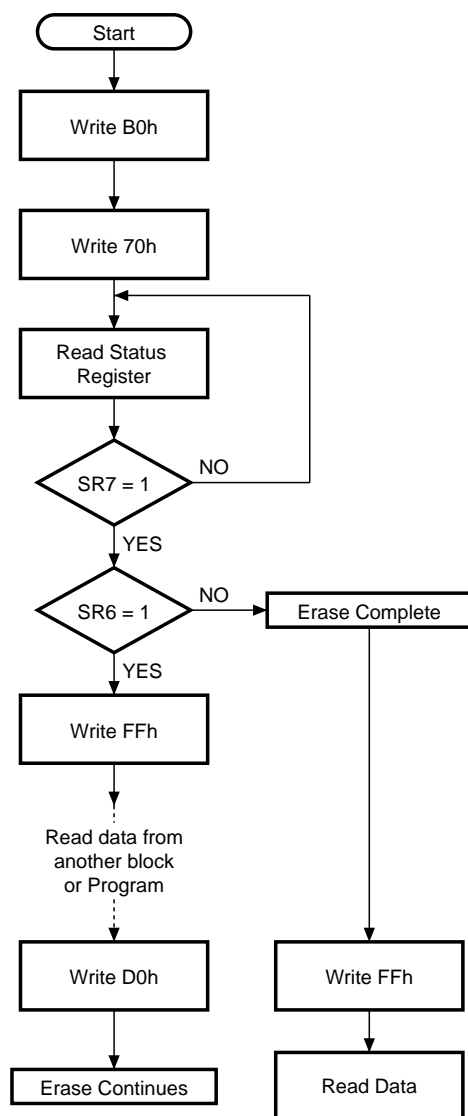 Start
Write B0h
Write 70h
Read Status
Register
SR7 = 1
NO
YES
SR6 = 1
NO
Erase Complete
YES
Write FFh
Read data from
another block
or Program
Write D0h
Write FFh
Erase Continues
Read Data